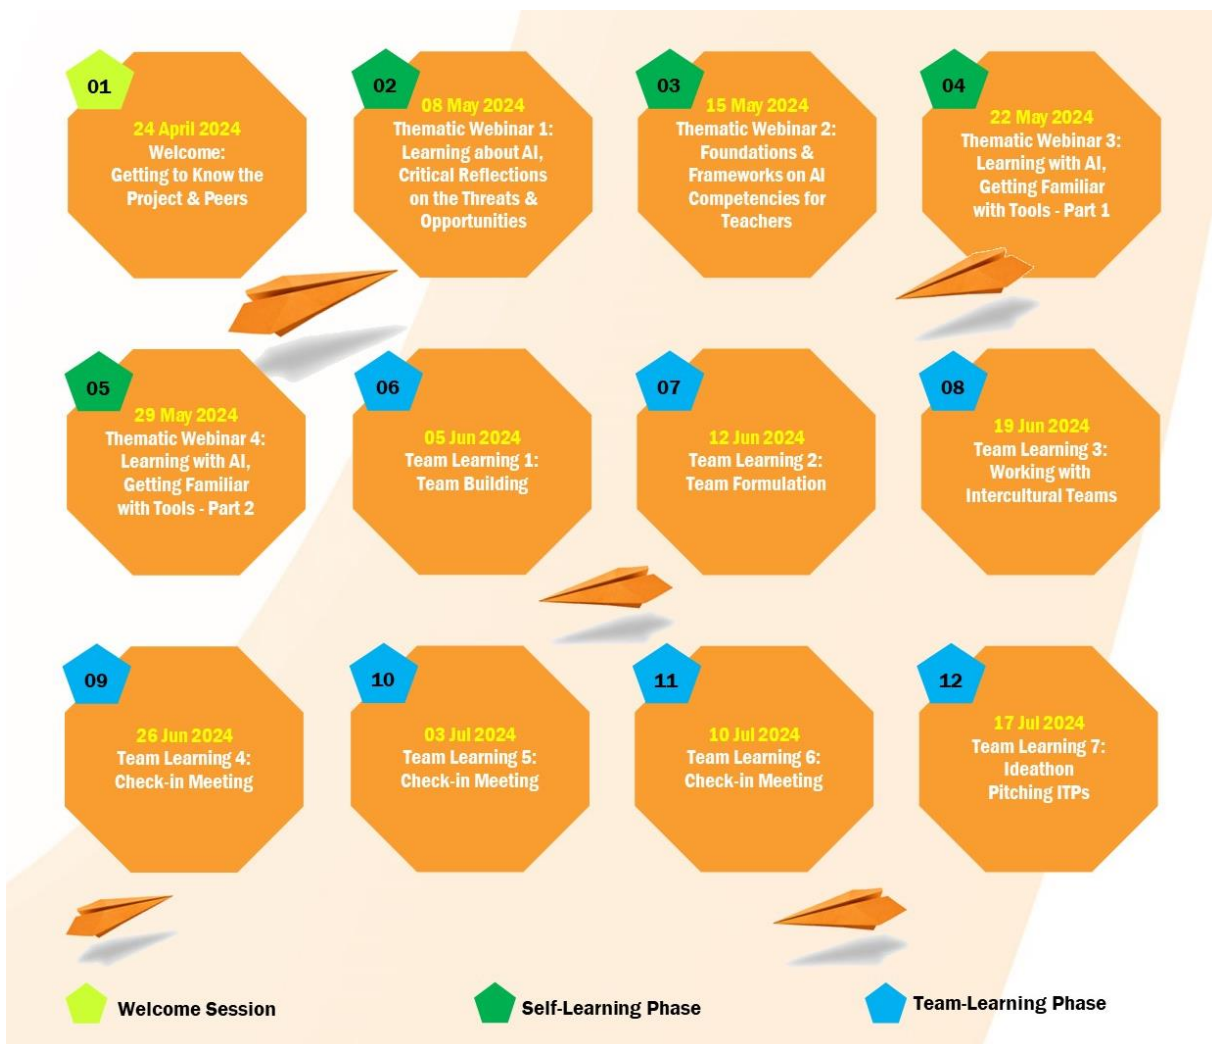 01
24 April 2024
Welcome:
Getting to Know the
Project & Peers
02
08 May 2024
Thematic Webinar 1:
Learning about AI,
Critical Reflections
on the Threats &
Opportunities
03
15 May 2024
Thematic Webinar 2:
Foundations &
Frameworks on AI
Competencies for
Teachers
04
22 May 2024
Thematic Webinar 3:
Learning with AI,
Getting Familiar
with Tools - Part 1
05
29 May 2024
Thematic Webinar 4:
Learning with AI,
Getting Familiar
with Tools - Part 2
06
05 Jun 2024
Team Learning 1:
Team Building
07
12 Jun 2024
Team Learning 2:
Team Formulation
08
19 Jun 2024
Team Learning 3:
Working with
Intercultural Teams
09
26 Jun 2024
Team Learning 4:
Check-in Meeting
10
03 Jul 2024
Team Learning 5:
Check-in Meeting
11
10 Jul 2024
Team Learning 6:
Check-in Meeting
12
17 Jul 2024
Team Learning 7:
Ideathon
Pitching ITPs
Welcome Session
Self-Learning Phase
Team-Learning Phase